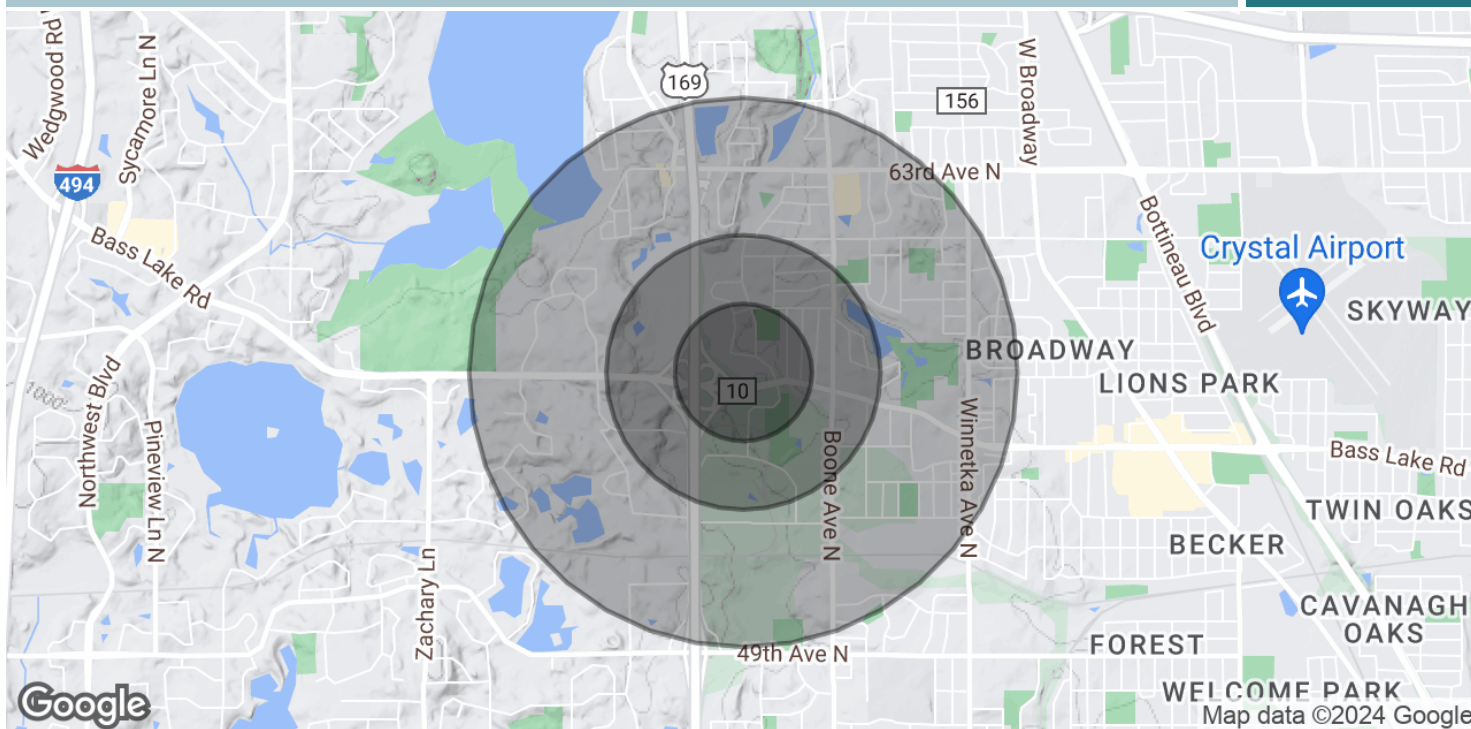 Wedgwood Rd
Sycamore Ln N
W Broadway
169
156
63rd Ave N
494
Bass Lake Rd
Bottineau Blvd
Crystal Airport
SKYWAY
BROADWAY
LIONS PARK
10
1000'
Northwest Blvd
Pineview Ln N
Zachary Ln
Boone Ave N
Winnetka Ave N
Bass Lake Rd
TWIN OAKS
BECKER
CAVANAGH
OAKS
FOREST
49th Ave N
WELCOME PARK
Google
Map data ©2024 Google